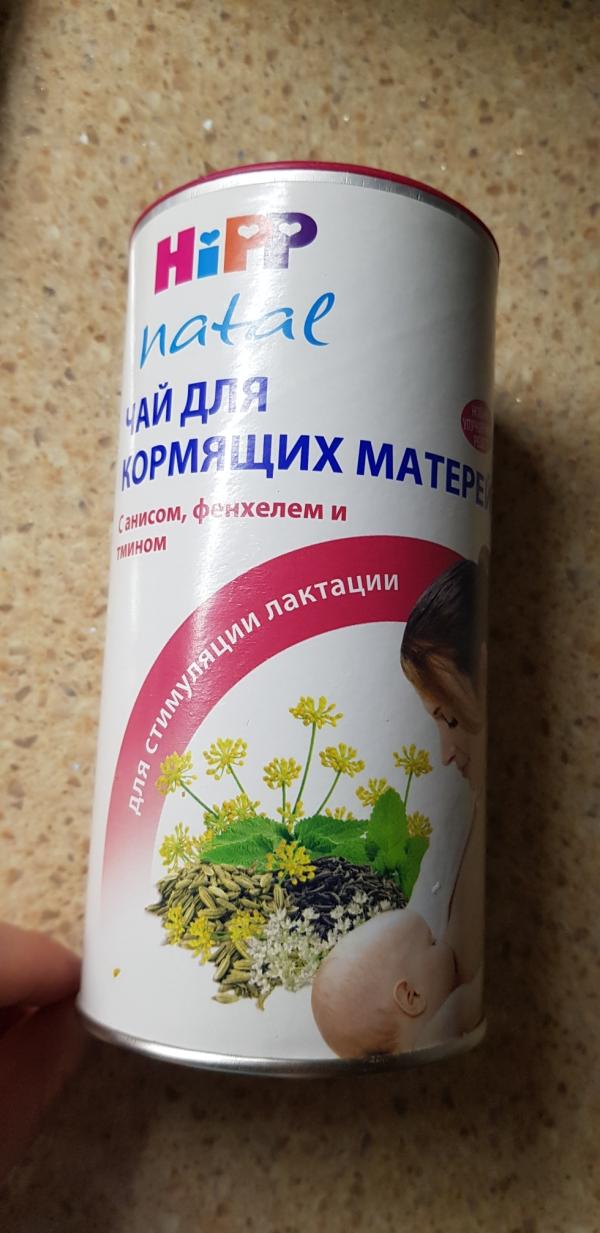 HiPP
natal
ЧАЙ ДЛЯ
КОРМЯЩИХ МАТЕРЕЙ
С анисом, фенхелем и
тмином
для стимуляции лактации